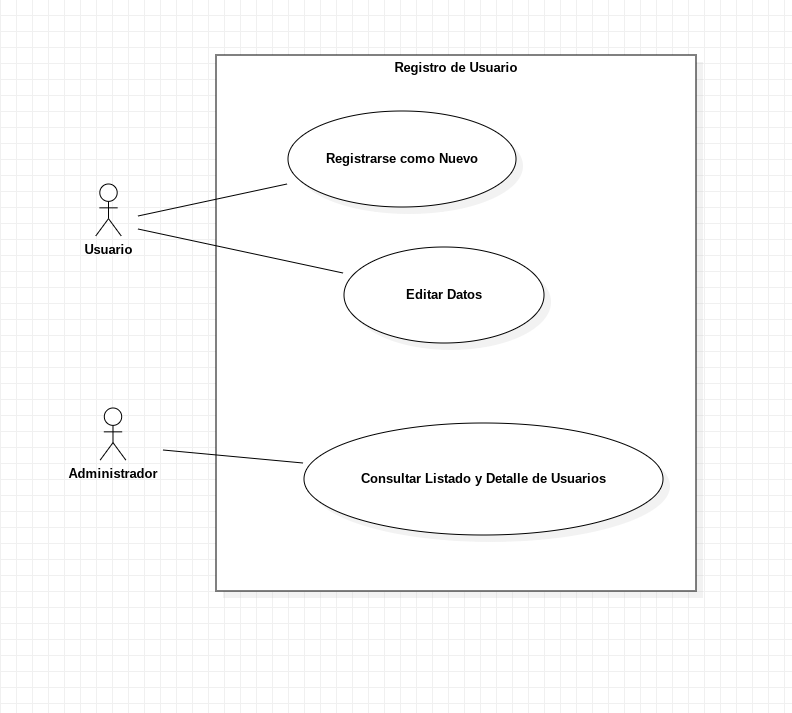 Registro de Usuario
Registrarse como Nuevo
Usuario
Editar Datos
Administrador
Consultar Listado y Detalle de Usuarios